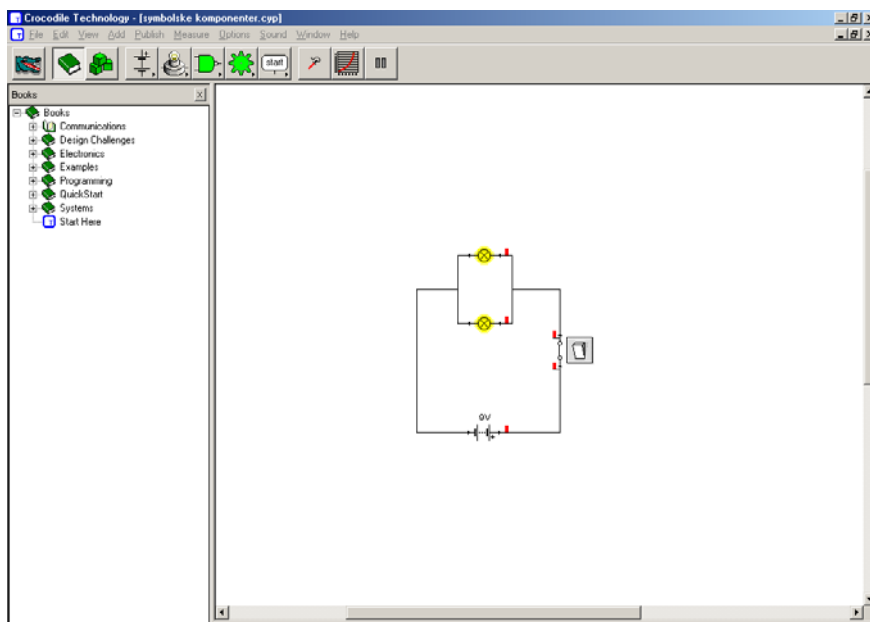 Crocodile Technology - [symbolske komponenter.cyp]
File Edit View Add Publish Measure Options Sound Window Help
start
Books
Books
Communications
Design Challenges
Electronics
Examples
Programming
QuickStart
Systems
Start Here
9V